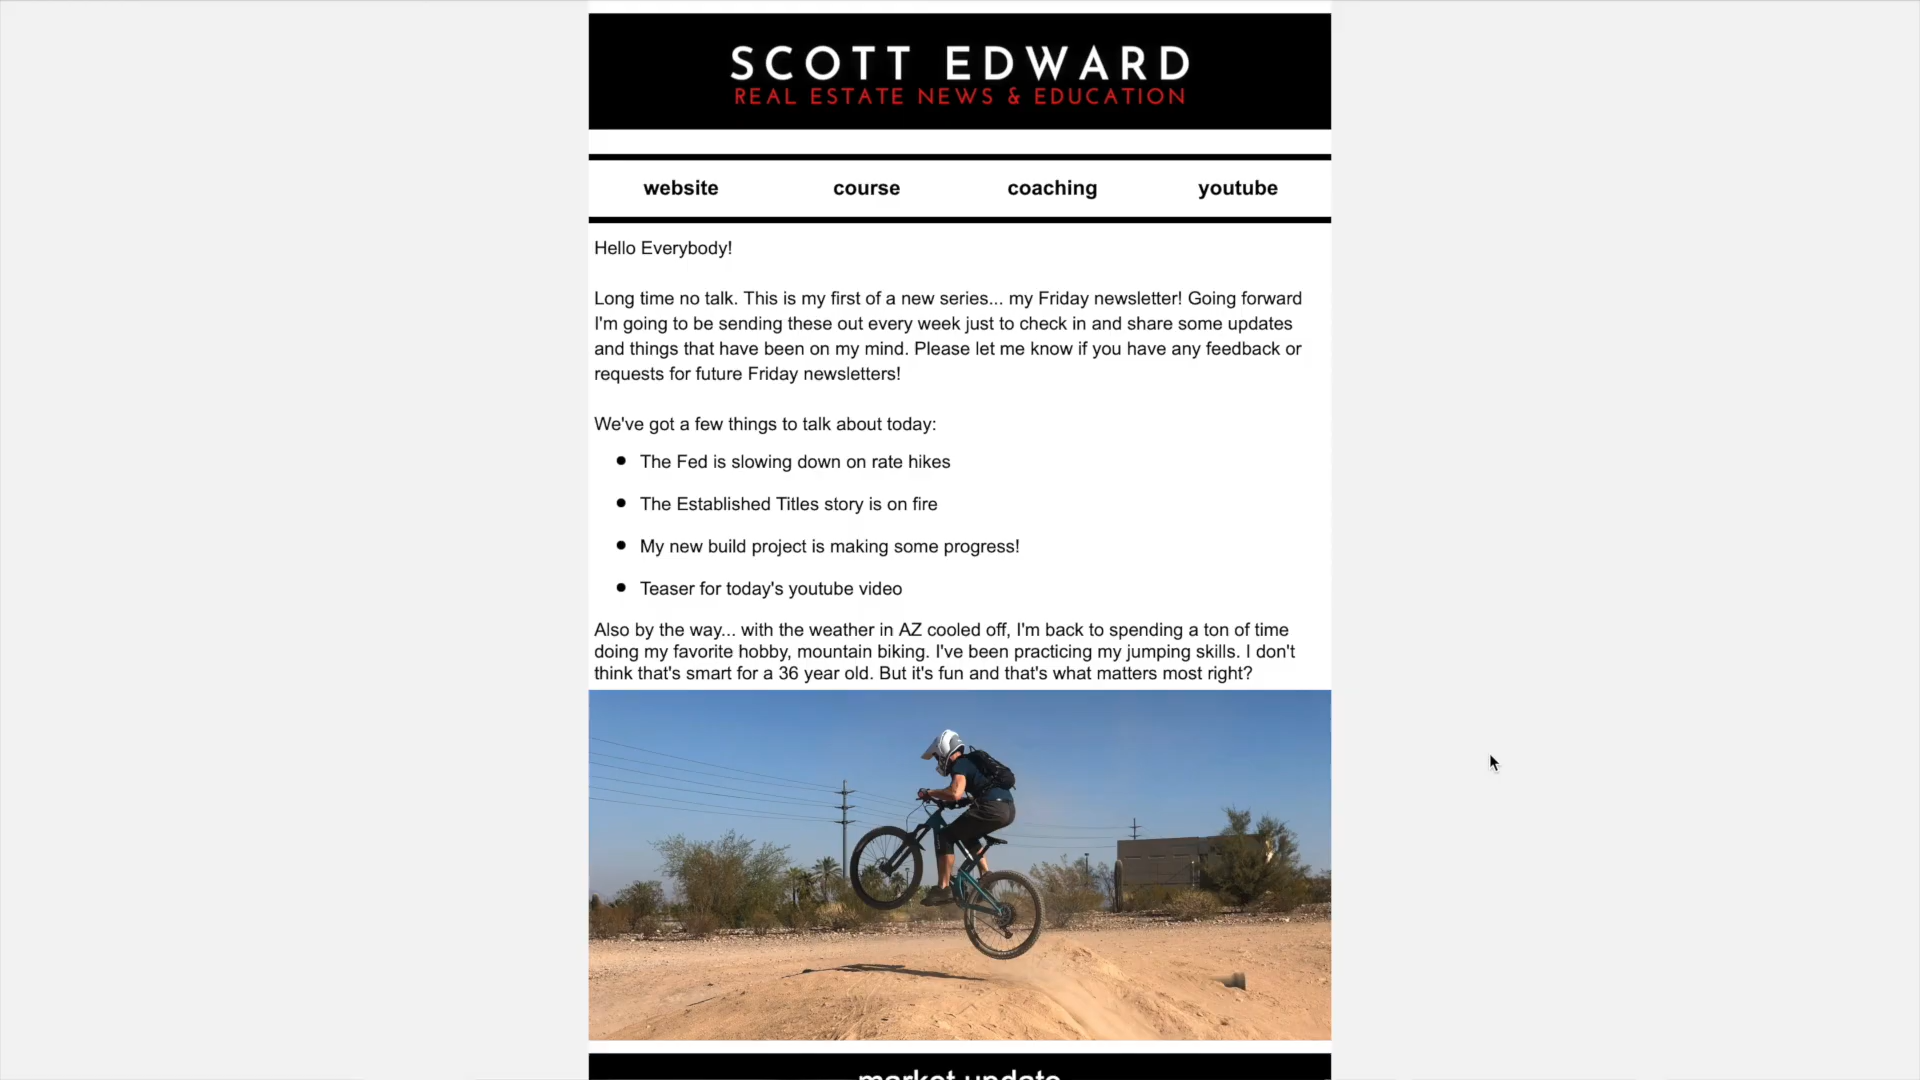 SCOTT EDWARD
REAL ESTATE NEWS & EDUCATION
website course coaching youtube
Hello Everybody!
Long time no talk. This is my first of a new series... my Friday newsletter! Going forward
I'm going to be sending these out every week just to check in and share some updates
and things that have been on my mind. Please let me know if you have any feedback or
requests for future Friday newsletters!
We've got a few things to talk about today:
The Fed is slowing down on rate hikes
The Established Titles story is on fire
My new build project is making some progress!
Teaser for today's youtube video
Also by the way... with the weather in AZ cooled off, I'm back to spending a ton of time
doing my favorite hobby, mountain biking. I've been practicing my jumping skills. I don't
think that's smart for a 36 year old. But it's fun and that's what matters most right?
market update